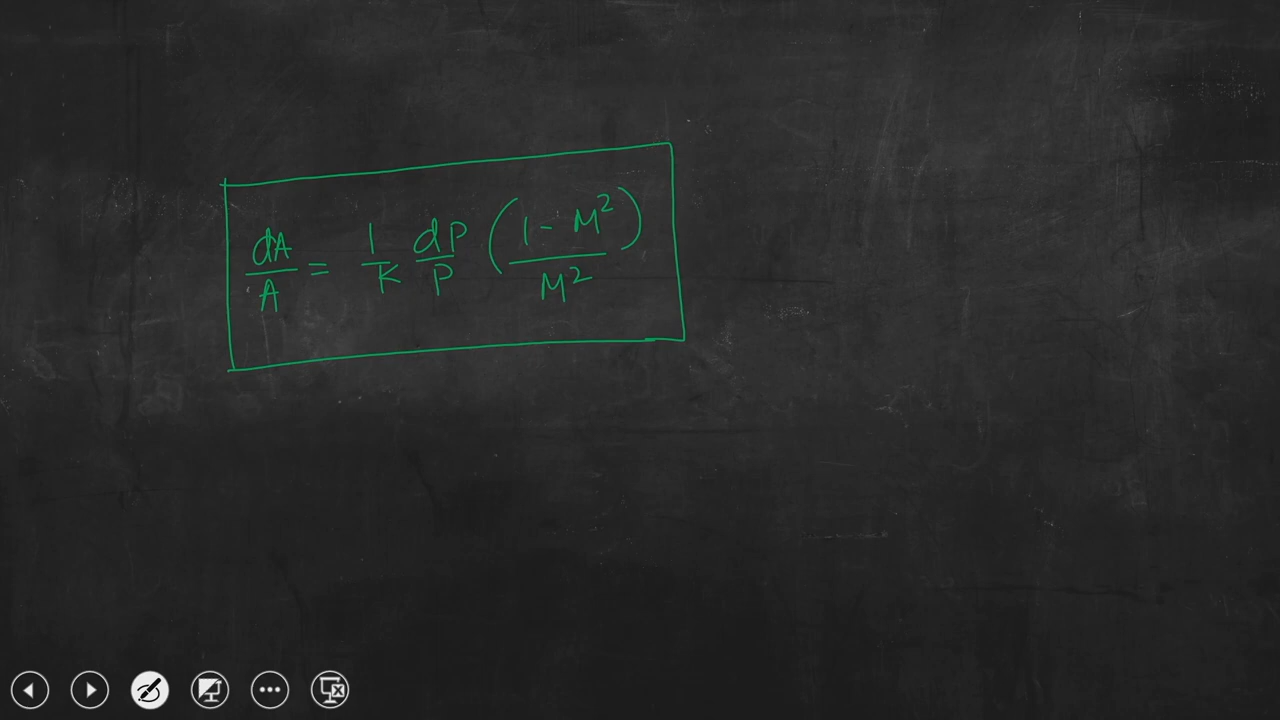 dA/A = 1/K dP/P ((1 - M²)/M²)